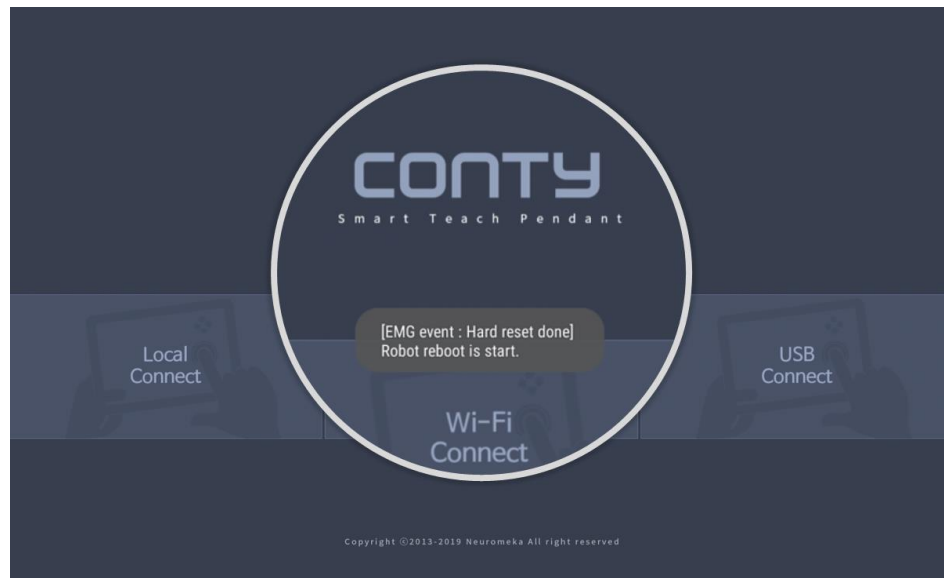 CONTY
Smart Teach Pendant
[EMG event : Hard reset done]
Robot reboot is start.
Local
Connect
Wi-Fi
Connect
USB
Connect
Copyright ⓒ2013-2019 Neuromeka All right reserved